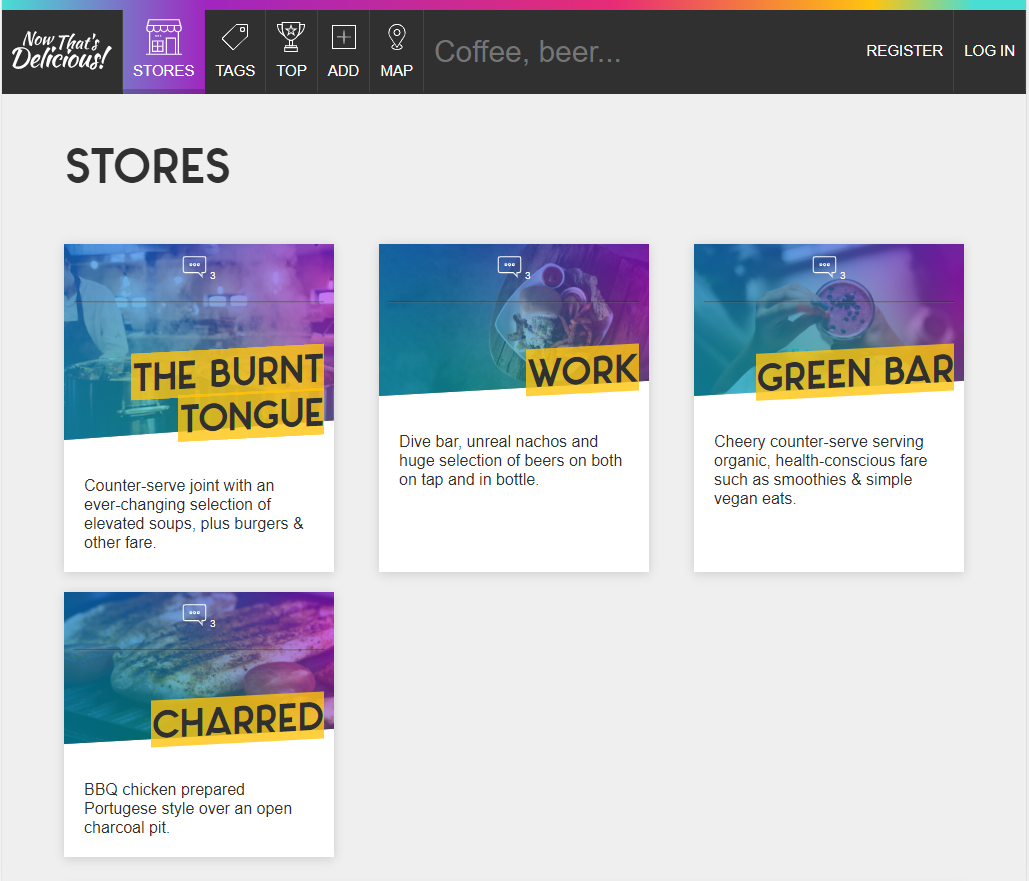 Now That's
Delicious!
STORES
TAGS
TOP
ADD
MAP
Coffee, beer...
REGISTER
LOG IN
STORES
3
THE BURNT
TONGUE
Counter-serve joint with an
ever-changing selection of
elevated soups, plus burgers &
other fare.
3
WORK
Dive bar, unreal nachos and
huge selection of beers on both
on tap and in bottle.
3
GREEN BAR
Cheery counter-serve serving
organic, health-conscious fare
such as smoothies & simple
vegan eats.
3
CHARRED
BBQ chicken prepared
Portugese style over an open
charcoal pit.